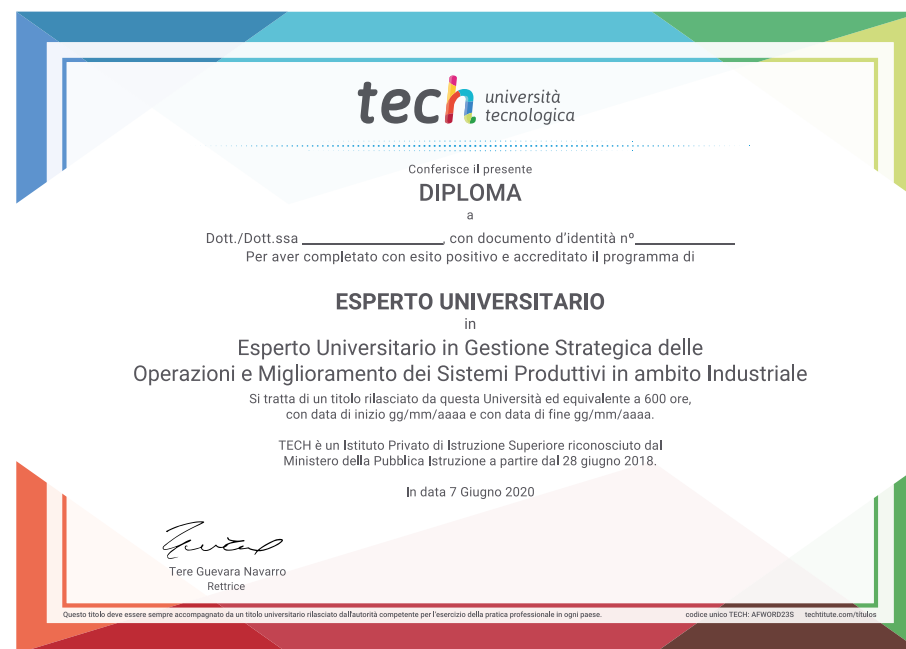 tech università
tecnologica
Conferisce il presente
DIPLOMA
a
Dott./Dott.ssa ____________________, con documento d'identità nº______________
Per aver completato con esito positivo e accreditato il programma di
ESPERTO UNIVERSITARIO
in
Esperto Universitario in Gestione Strategica delle
Operazioni e Miglioramento dei Sistemi Produttivi in ambito Industriale
Si tratta di un titolo rilasciato da questa Università ed equivalente a 600 ore,
con data di inizio gg/mm/aaaa e con data di fine gg/mm/aaaa.
TECH è un Istituto Privato di Istruzione Superiore riconosciuto dal
Ministero della Pubblica Istruzione a partire dal 28 giugno 2018.
In data 7 Giugno 2020
Tere Guevara Navarro
Rettrice
Questo titolo deve essere sempre accompagnato da un titolo universitario rilasciato dall'autorità competente per l'esercizio della pratica professionale in ogni paese. codice unico TECH: AFWORD23S techtitute.com/titulos